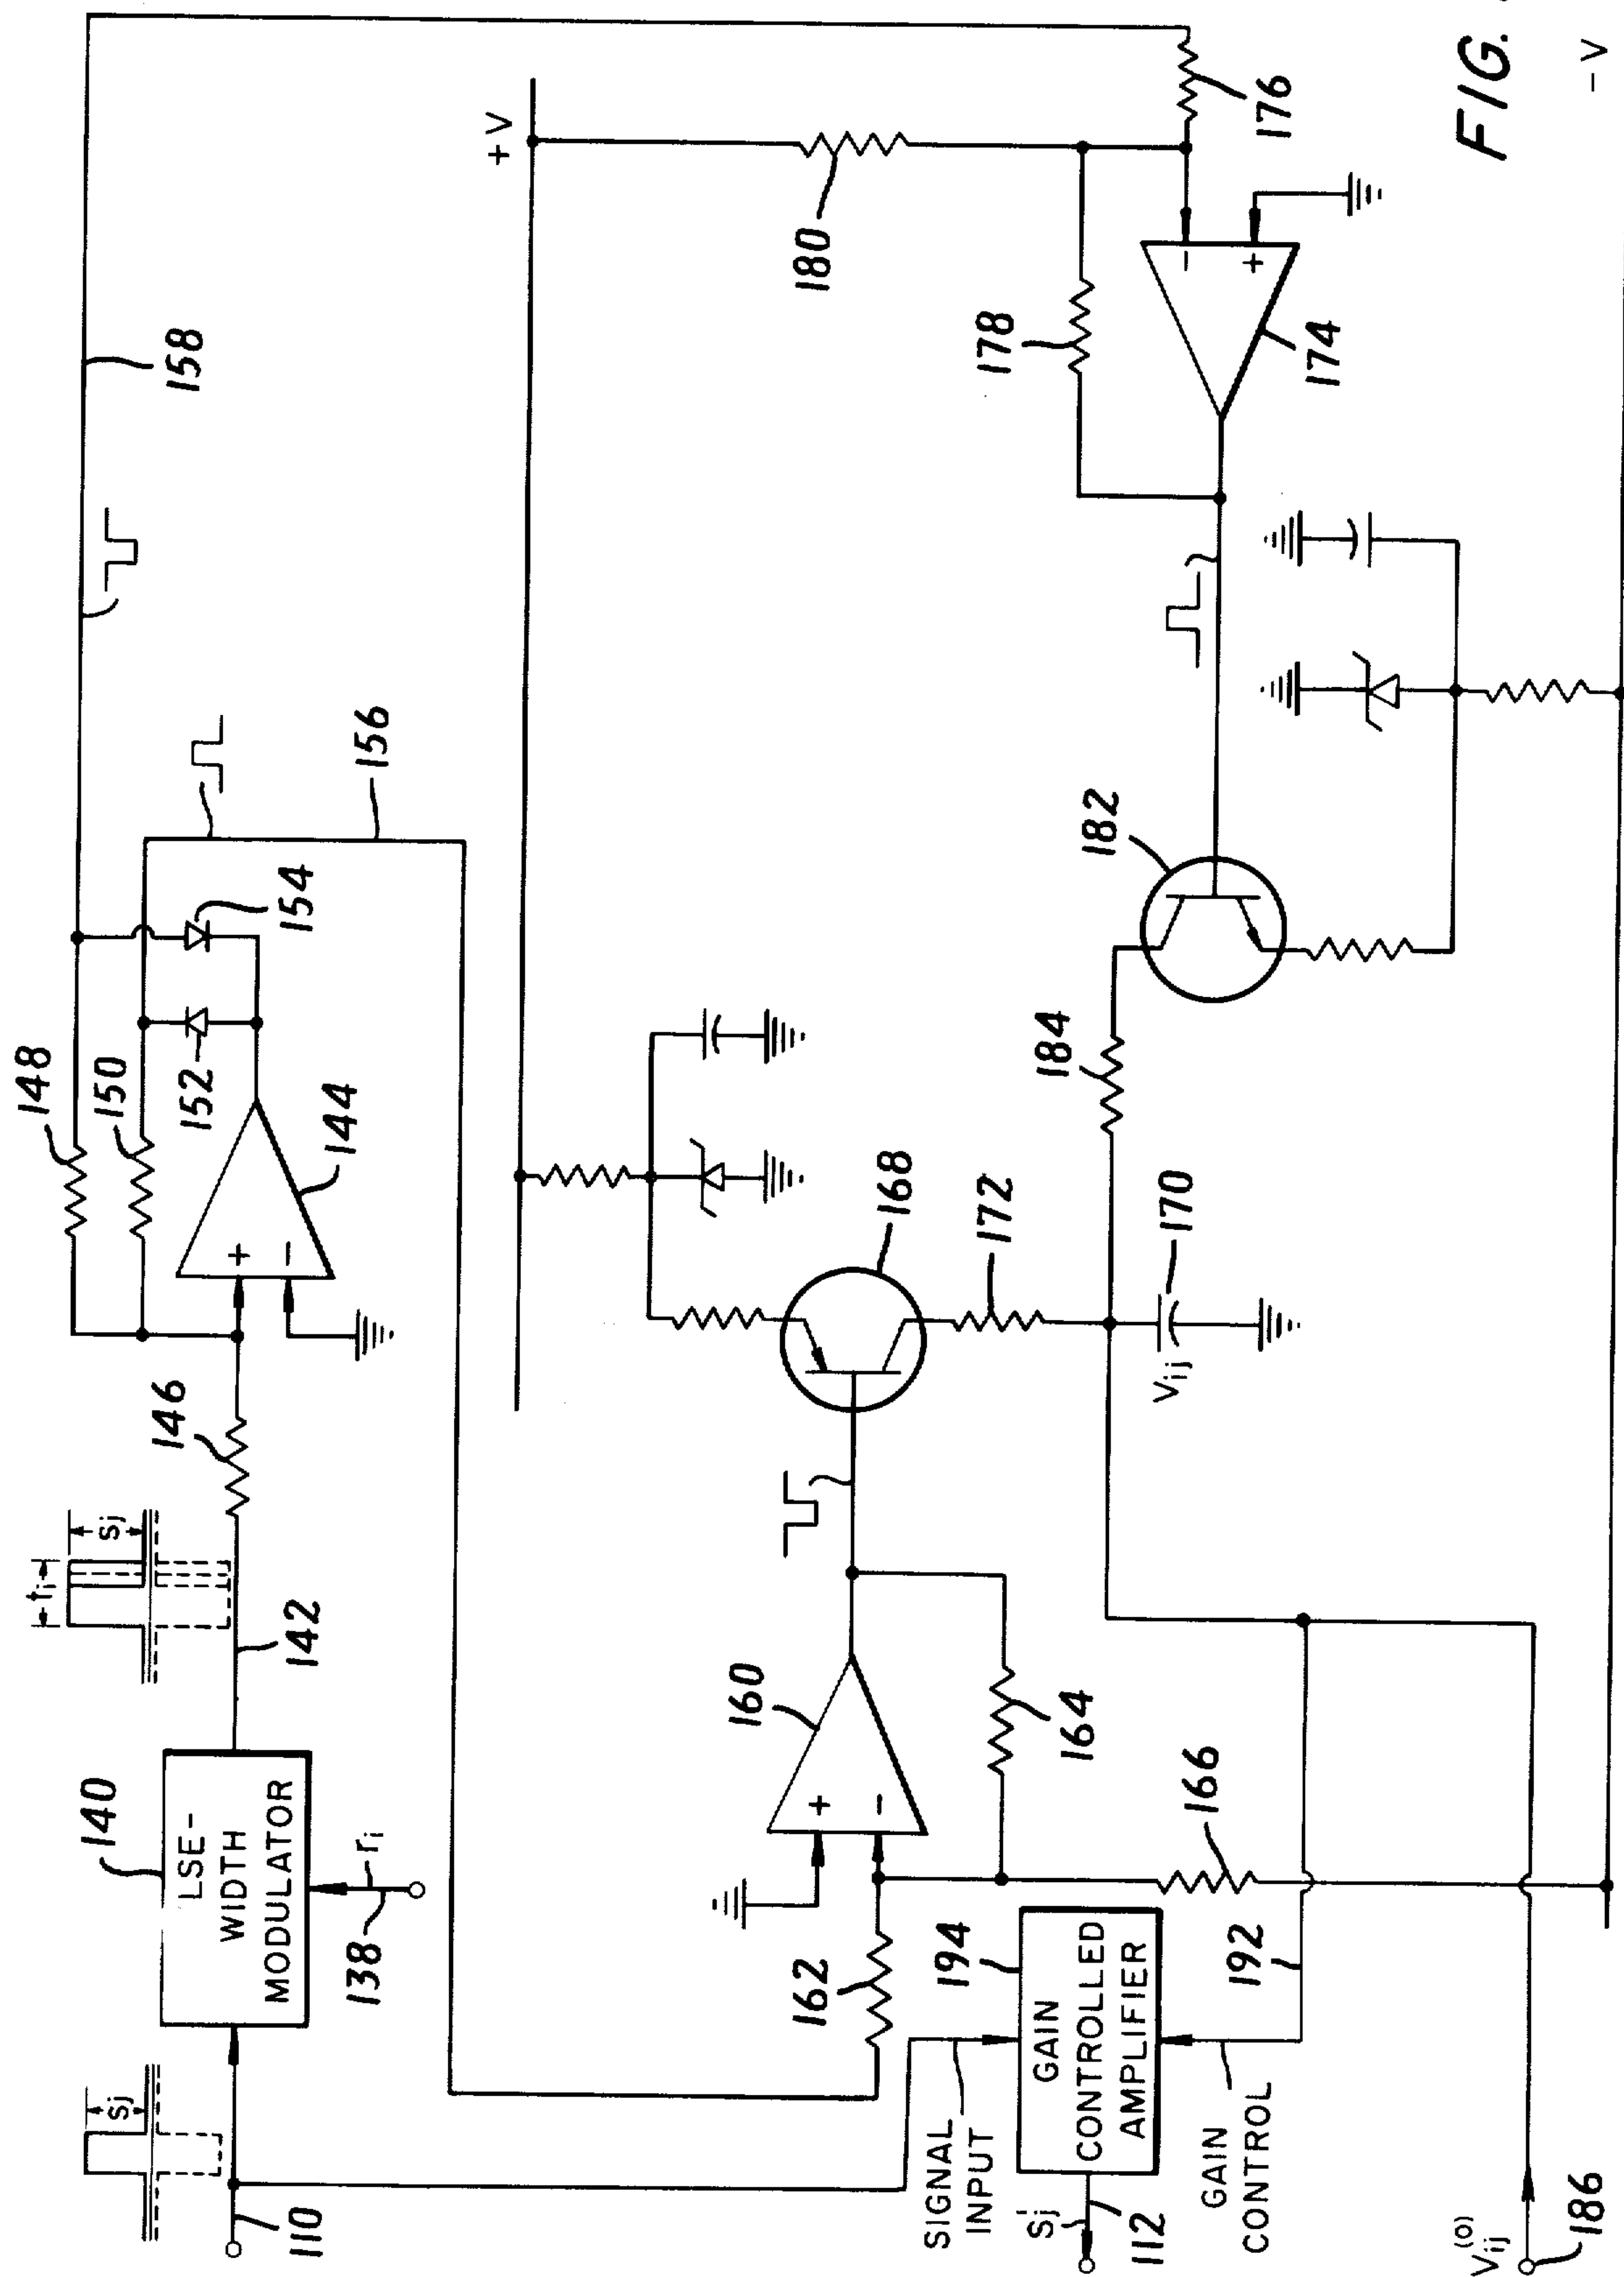 FIG.
110
sj
140
LSE-
WIDTH
MODULATOR
138
ri
ti
sj
142
146
148
150
152
154
144
+
-
156
158
+V
160
+
-
162
164
166
168
172
170
Vij
184
182
180
178
176
174
-
+
-V
194
GAIN
CONTROLLED
AMPLIFIER
SIGNAL
INPUT
S'j
112
GAIN
CONTROL
192
Vij(o)
186